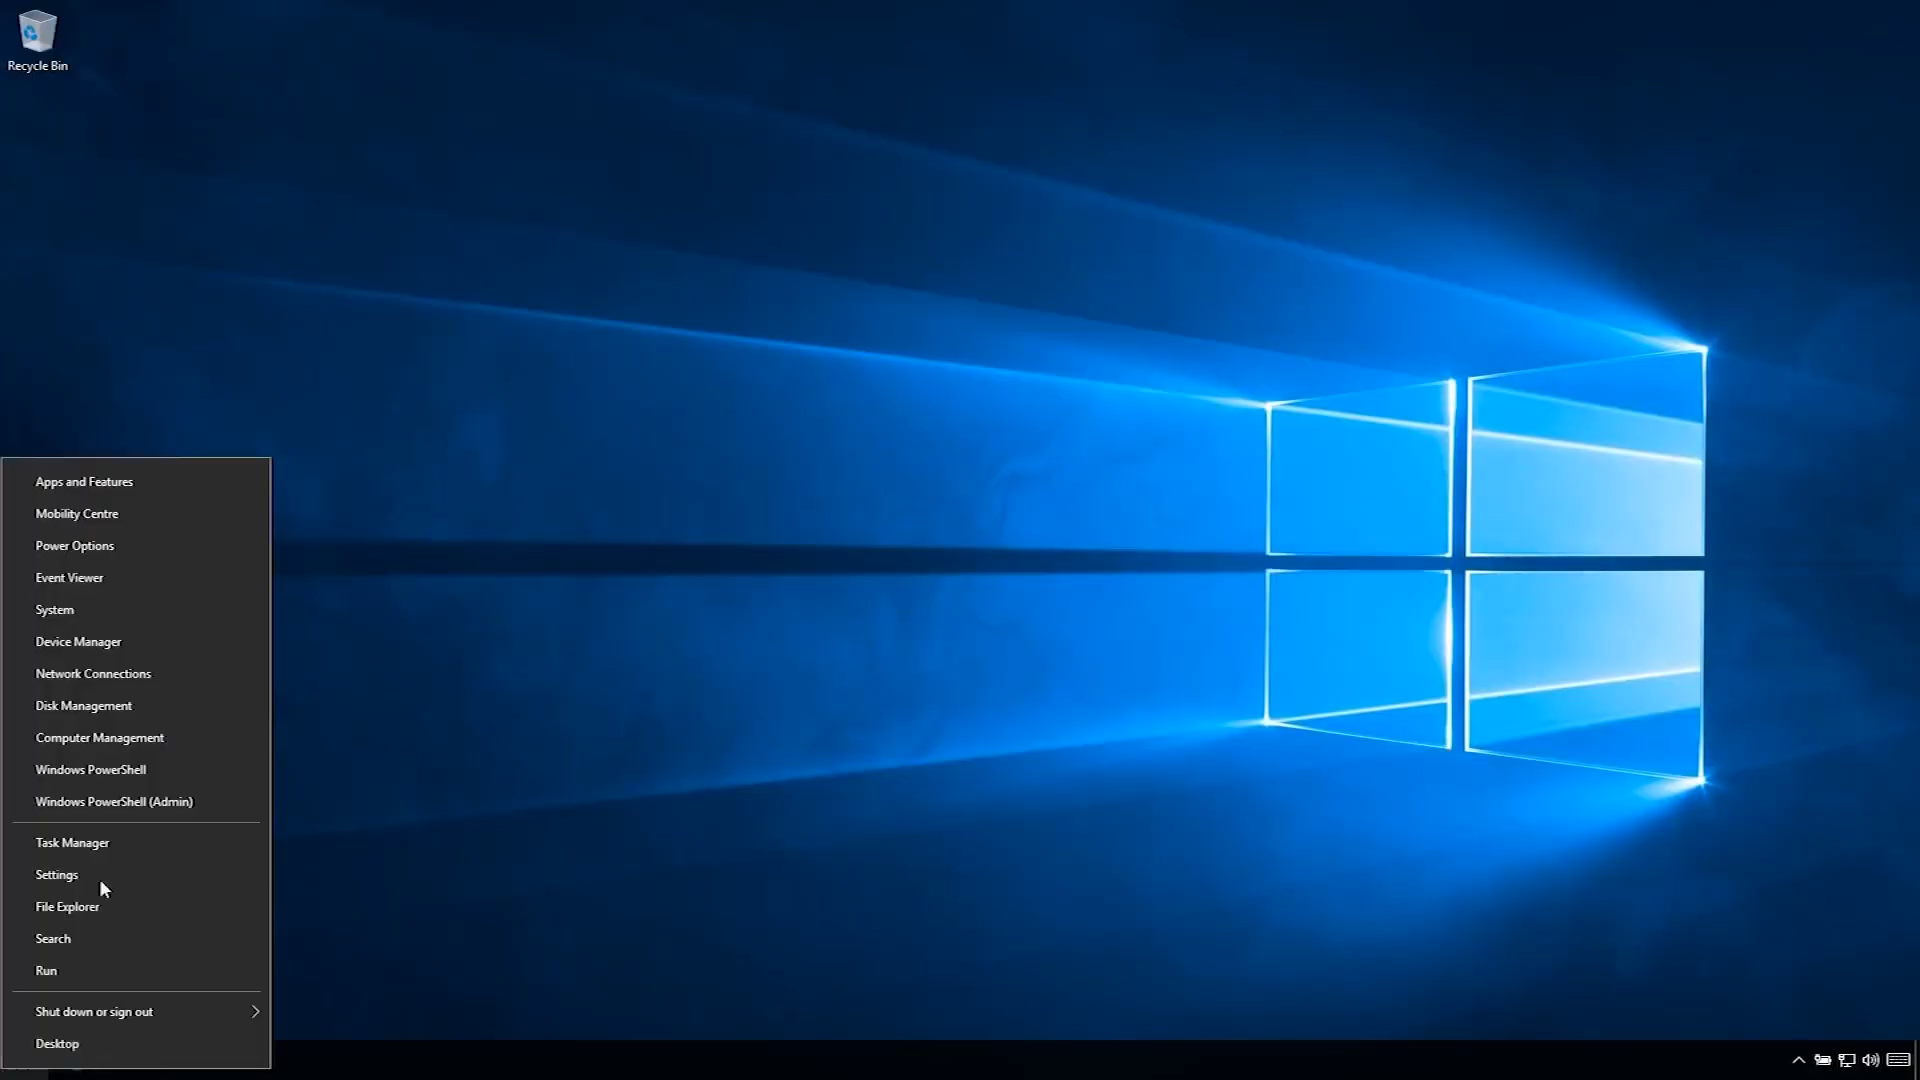 Recycle Bin
Apps and Features
Mobility Centre
Power Options
Event Viewer
System
Device Manager
Network Connections
Disk Management
Computer Management
Windows PowerShell
Windows PowerShell (Admin)
Task Manager
Settings
File Explorer
Search
Run
Shut down or sign out
Desktop